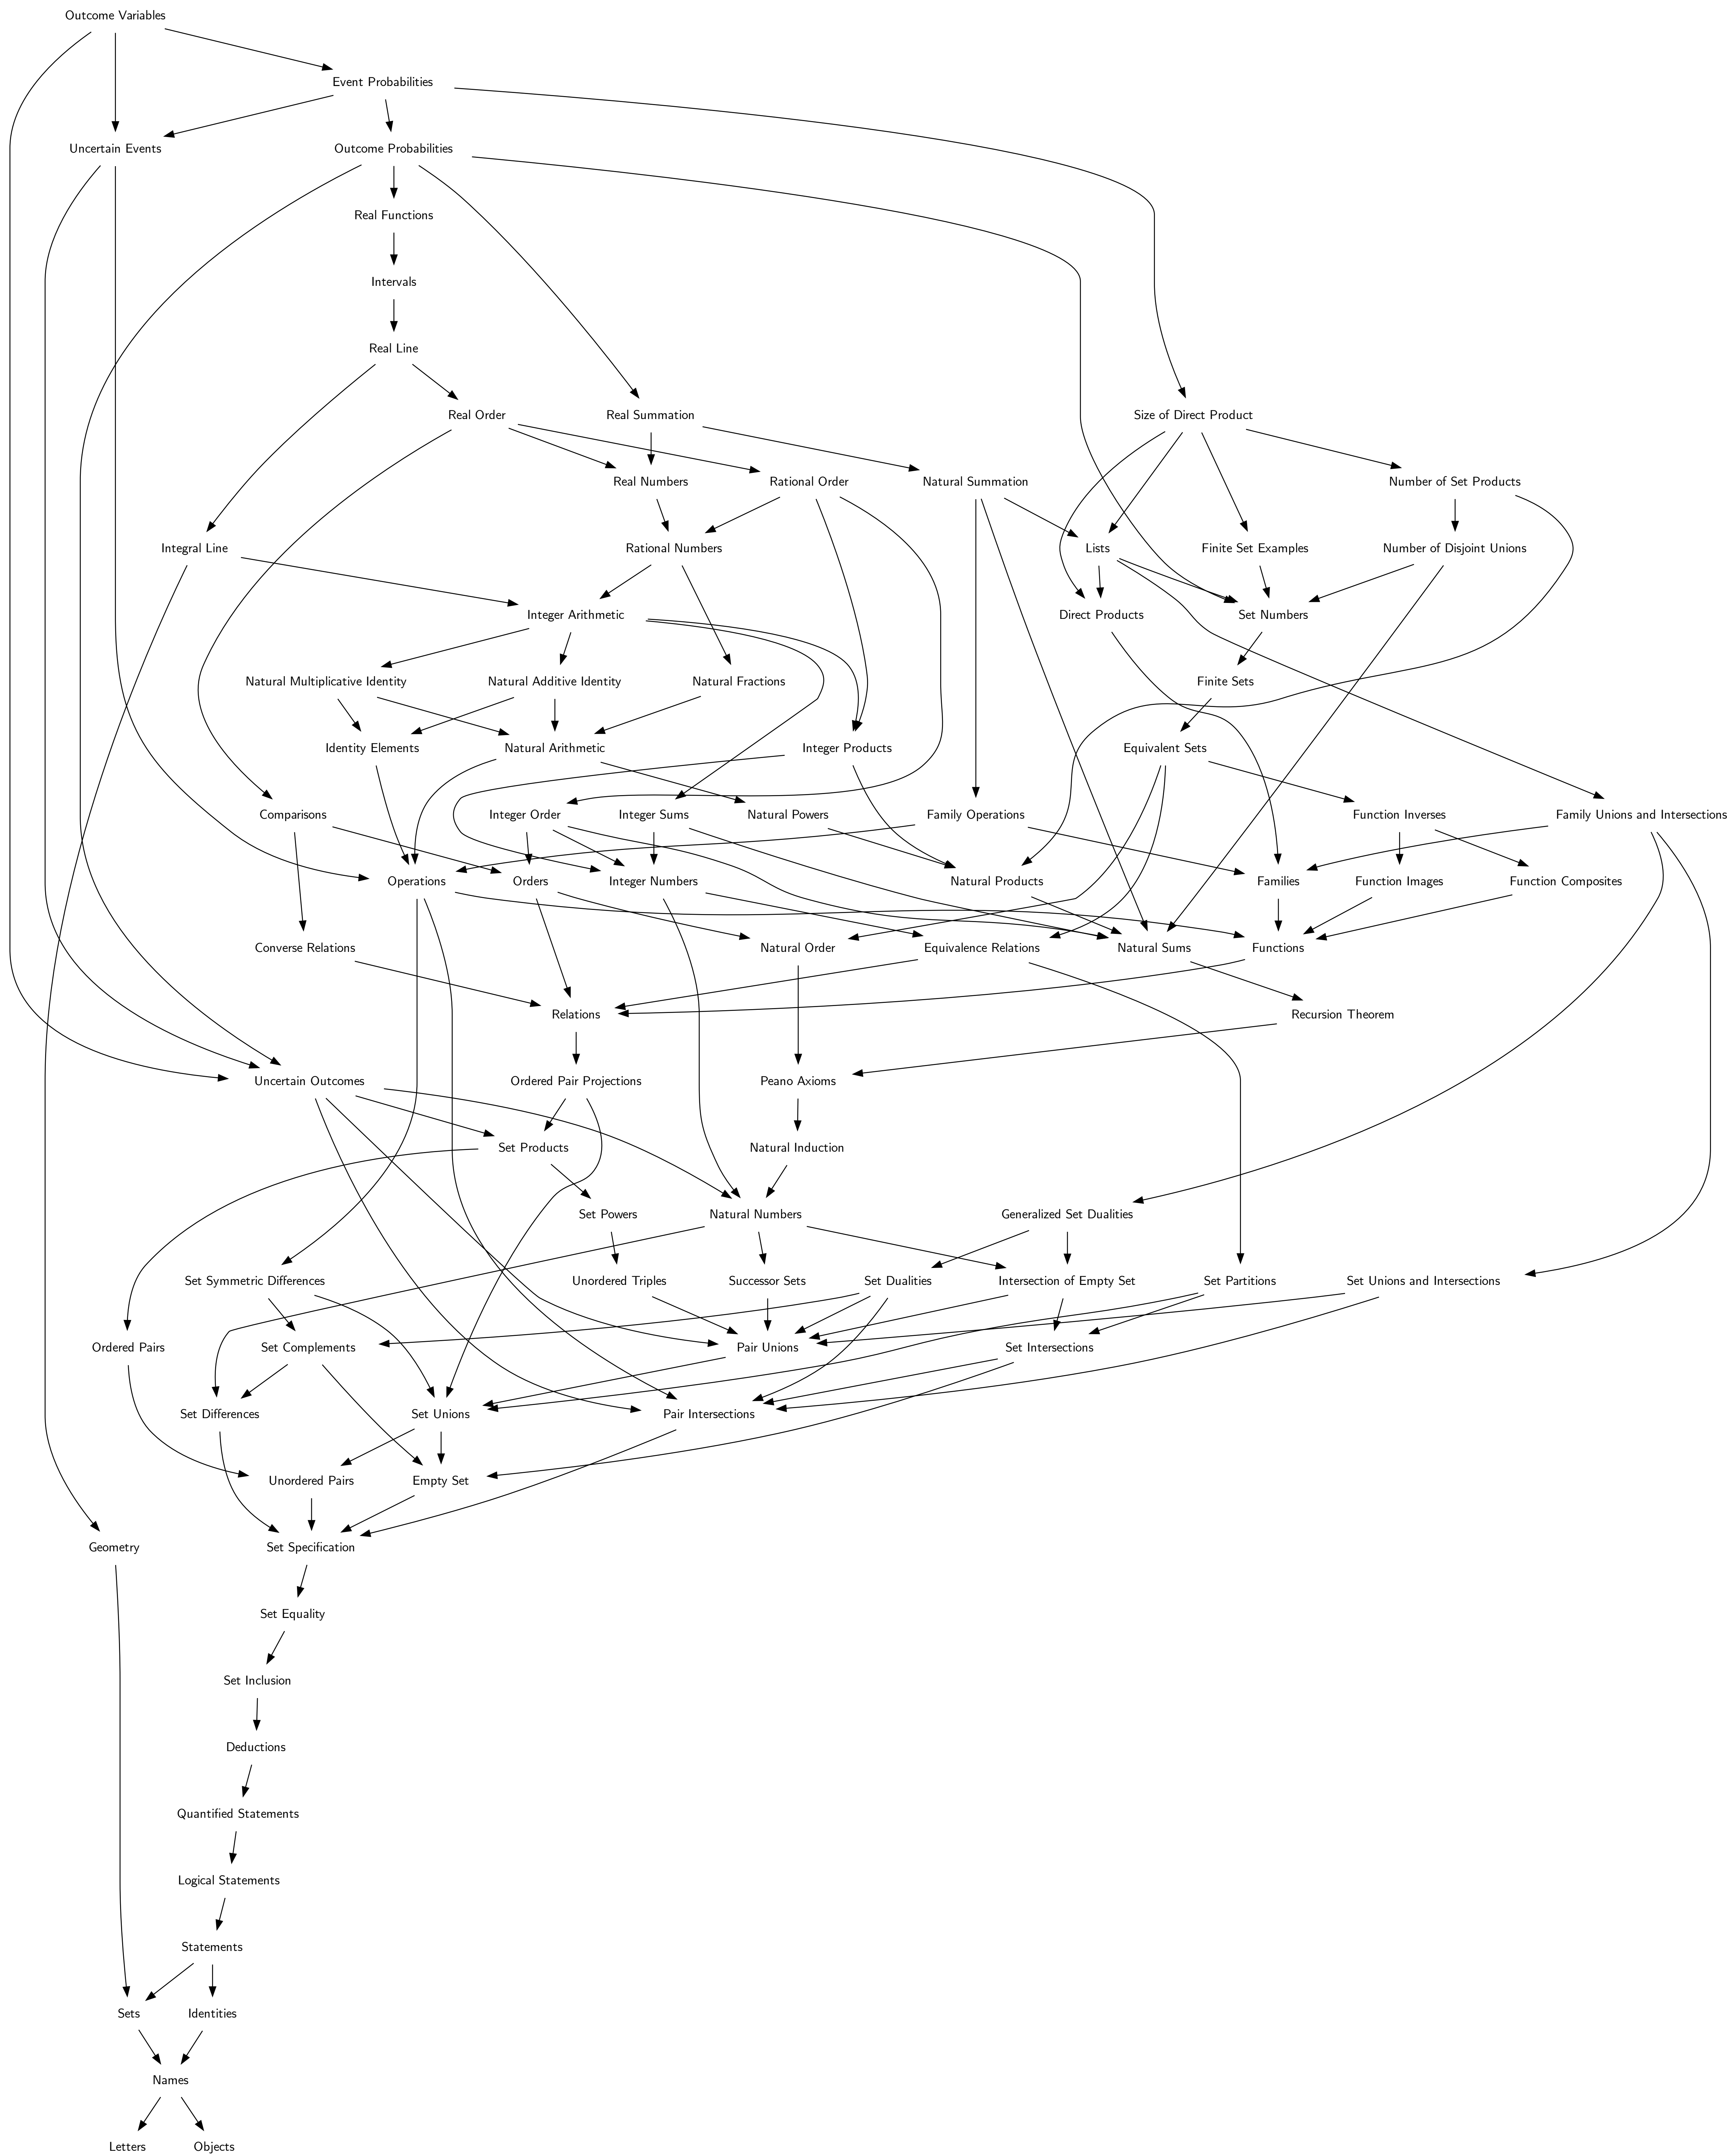 Outcome Variables
Event Probabilities
Uncertain Events
Outcome Probabilities
Real Functions
Intervals
Real Line
Real Order
Real Summation
Size of Direct Product
Real Numbers
Rational Order
Natural Summation
Number of Set Products
Integral Line
Rational Numbers
Lists
Finite Set Examples
Number of Disjoint Unions
Integer Arithmetic
Direct Products
Set Numbers
Natural Multiplicative Identity
Natural Additive Identity
Natural Fractions
Finite Sets
Identity Elements
Natural Arithmetic
Integer Products
Equivalent Sets
Comparisons
Integer Order
Integer Sums
Natural Powers
Family Operations
Function Inverses
Family Unions and Intersections
Operations
Orders
Integer Numbers
Natural Products
Families
Function Images
Function Composites
Converse Relations
Natural Order
Equivalence Relations
Natural Sums
Functions
Relations
Recursion Theorem
Uncertain Outcomes
Ordered Pair Projections
Peano Axioms
Set Products
Natural Induction
Set Powers
Natural Numbers
Generalized Set Dualities
Set Symmetric Differences
Unordered Triples
Successor Sets
Set Dualities
Intersection of Empty Set
Set Partitions
Set Unions and Intersections
Ordered Pairs
Set Complements
Pair Unions
Set Intersections
Set Differences
Set Unions
Pair Intersections
Unordered Pairs
Empty Set
Geometry
Set Specification
Set Equality
Set Inclusion
Deductions
Quantified Statements
Logical Statements
Statements
Sets
Identities
Names
Letters
Objects